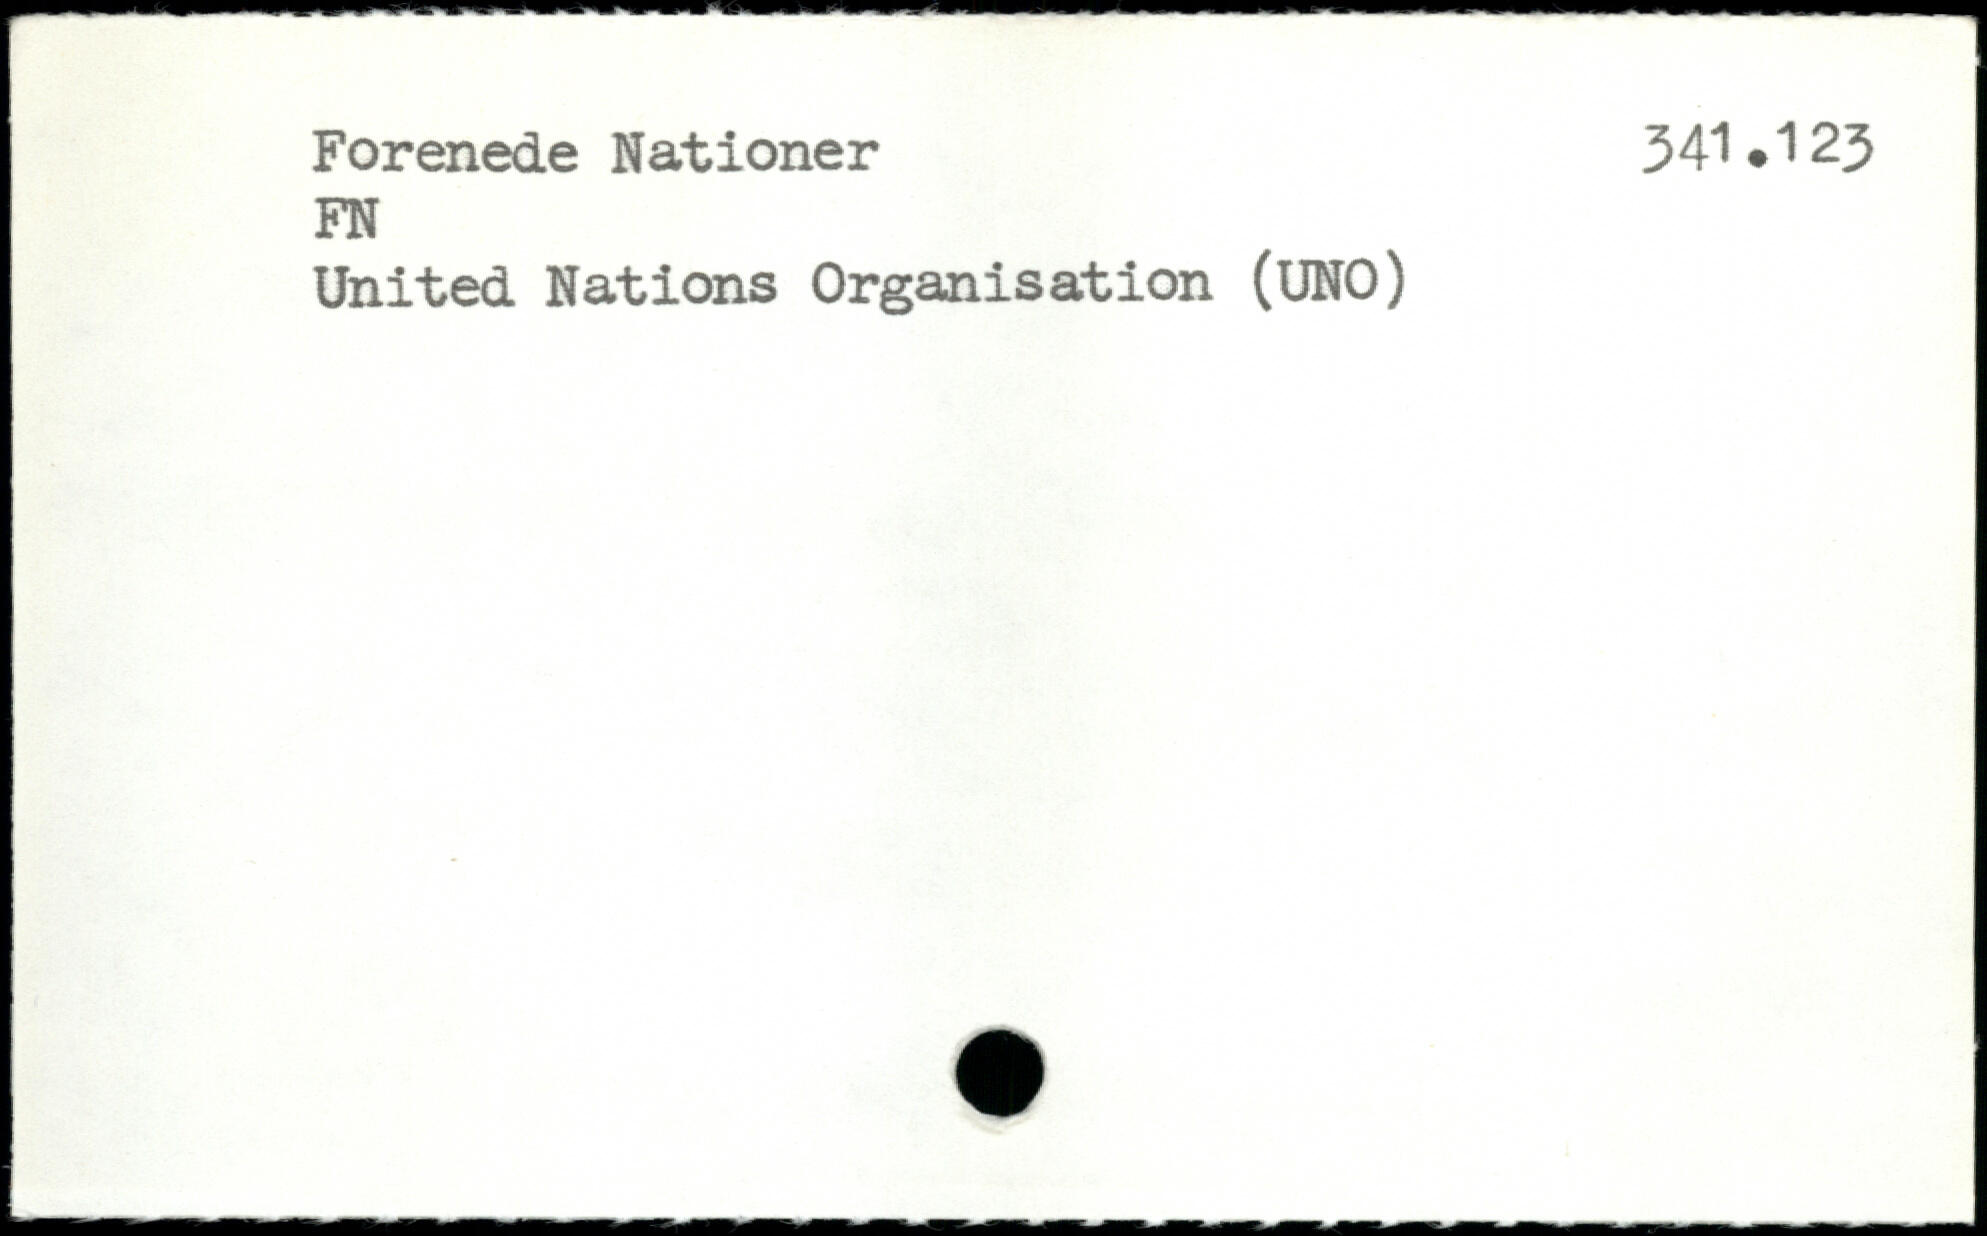 Forenede Nationer 341.123
FN
United Nations Organisation (UNO)